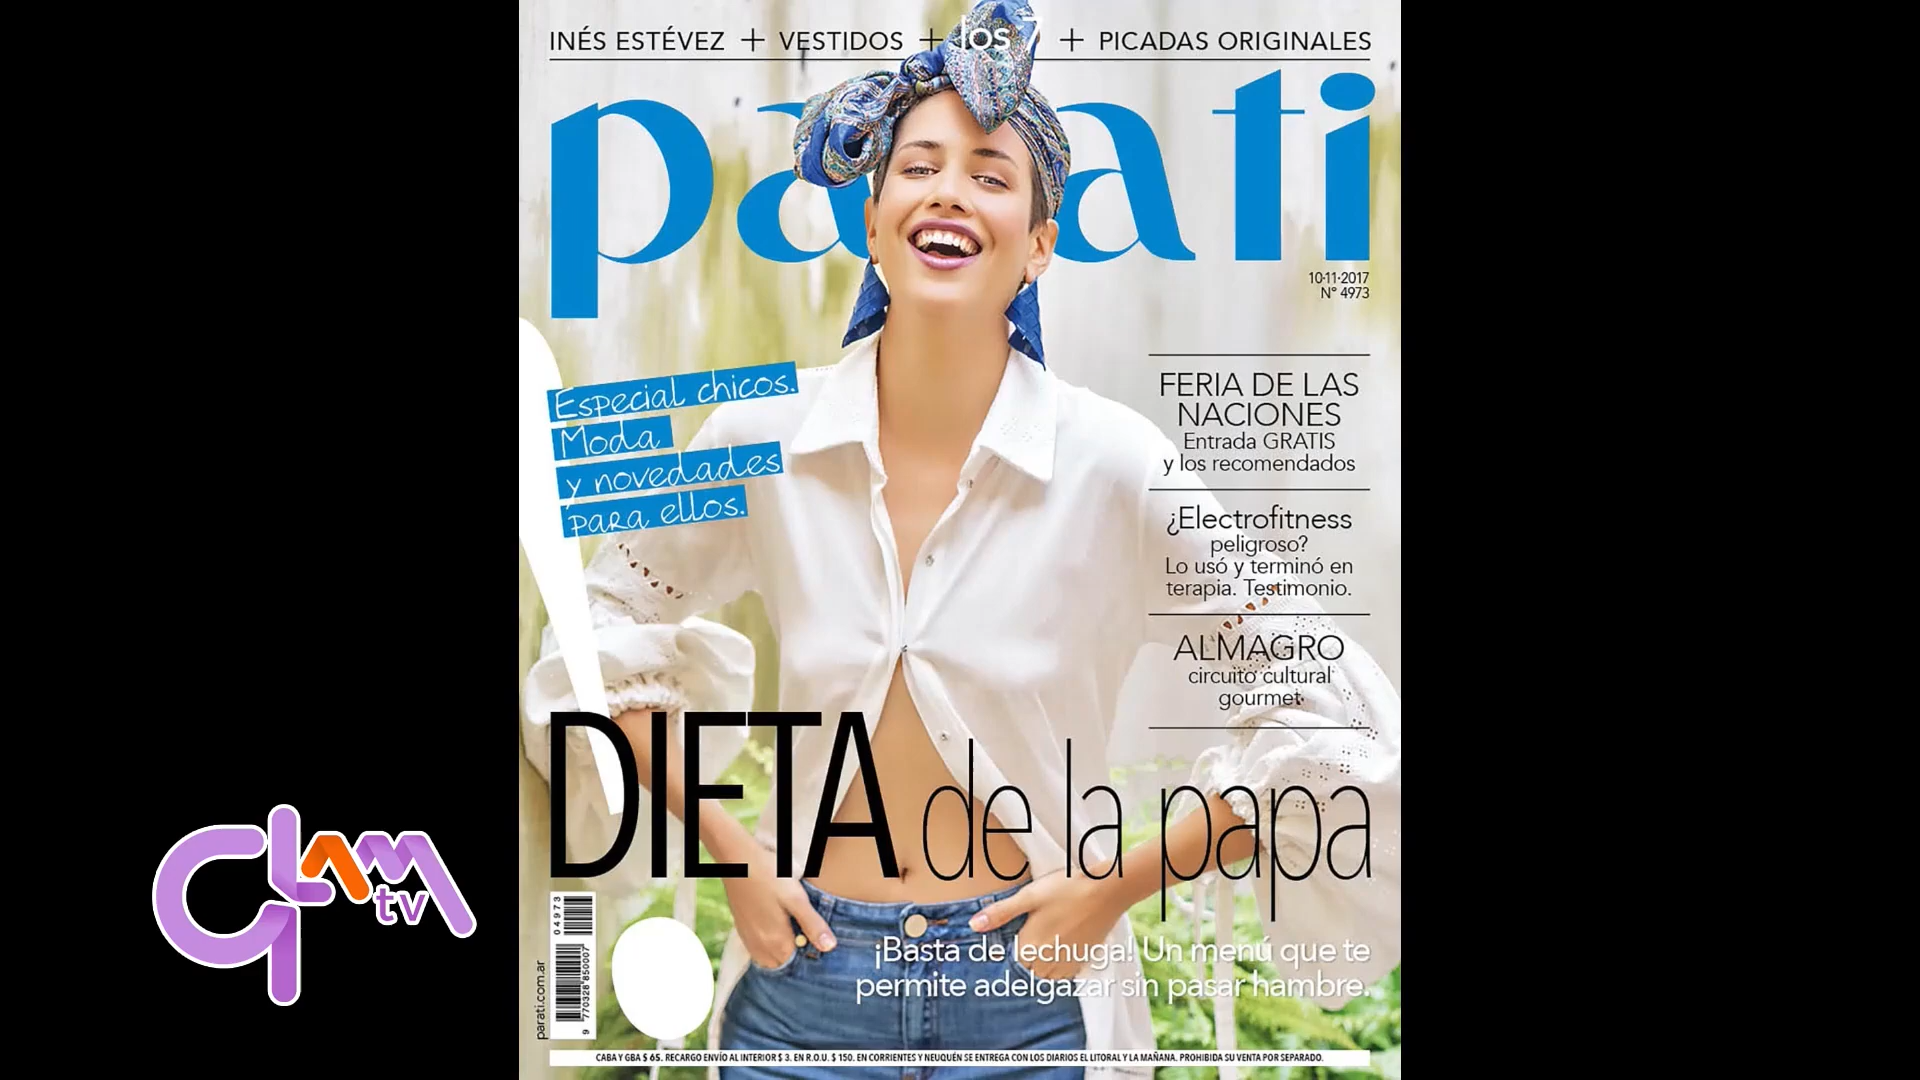 INÉS ESTÉVEZ + VESTIDOS + los 7 + PICADAS ORIGINALES
parati
10·11·2017
N° 4973
Especial chicos.
Moda
y novedades
para ellos.
FERIA DE LAS
NACIONES
Entrada GRATIS
y los recomendados
¿Electrofitness
peligroso?
Lo usó y terminó en
terapia. Testimonio.
ALMAGRO
circuito cultural
gourmet
DIETA de la papa
¡Basta de lechuga! Un menú que te
permite adelgazar sin pasar hambre.
parati.com.ar
04973
9 770328 850007
CABA Y GBA $ 65. RECARGO ENVÍO AL INTERIOR $ 3. EN R.O.U. $ 150. EN CORRIENTES Y NEUQUÉN SE ENTREGA CON LOS DIARIOS EL LITORAL Y LA MAÑANA. PROHIBIDA SU VENTA POR SEPARADO.
GLAM
tv